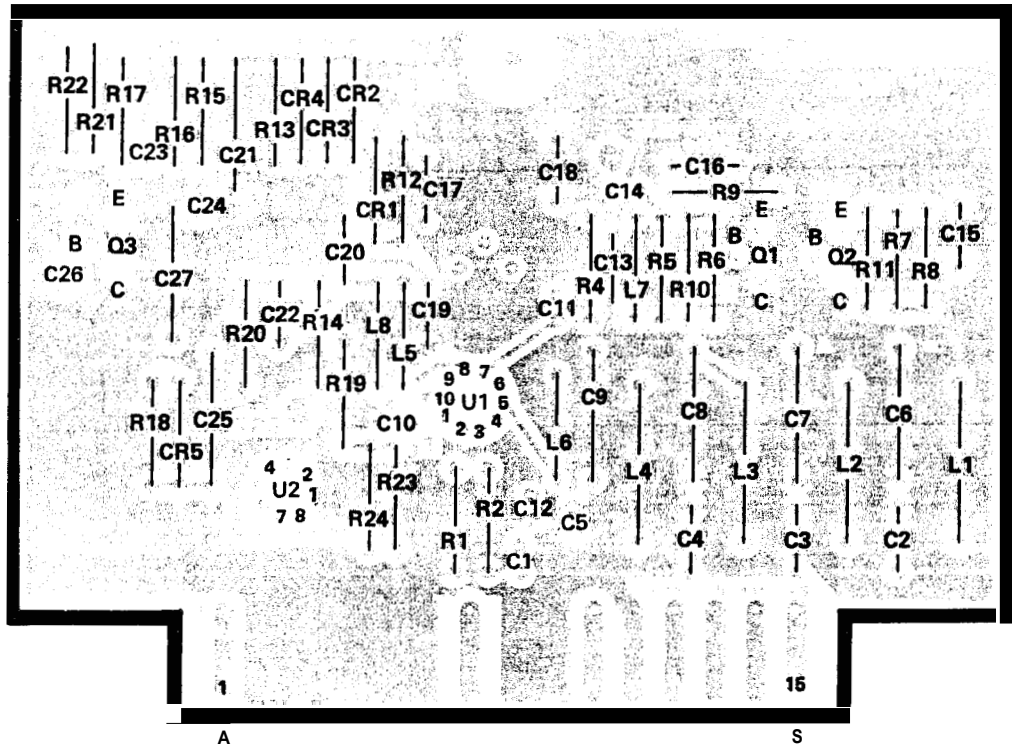 R22 R17 R15 CR4 CR2
R21 R16 R13 CR3
C23 C21 C18 C16
R12 C17 C14 R9
E C24 CR1 E E
B Q3 C20 B Q1 B Q2 R7 C15
C26 C27 C13 R5 R6 R11 R8
C R4 L7 R10 C C
C22 R14 L8 C19 C11
R20 L5
R19 8 7
9 6
10 U1 5 C9 C8 C7 C6
1 2 3 4
R18 C25 C10
CR5 L6 L4 L3 L2 L1
4 2 R23
U2 1 R2 C12
7 8 R24 C5
R1 C4 C3 C2
C1
1 15
A S